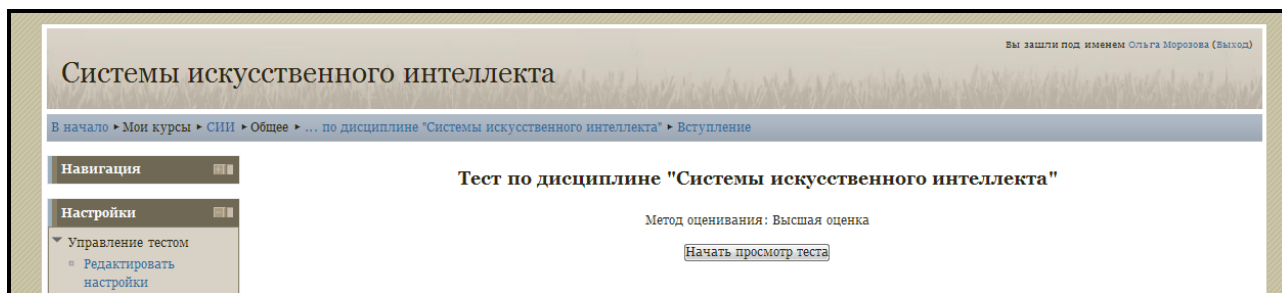 Вы зашли под именем Ольга Морозова (Выход)
Системы искусственного интеллекта
В начало ► Мои курсы ► СИИ ► Общее ► ... по дисциплине "Системы искусственного интеллекта" ► Вступление
Навигация
Тест по дисциплине "Системы искусственного интеллекта"
Настройки
Метод оценивания: Высшая оценка
Управление тестом
Начать просмотр теста
Редактировать
настройки